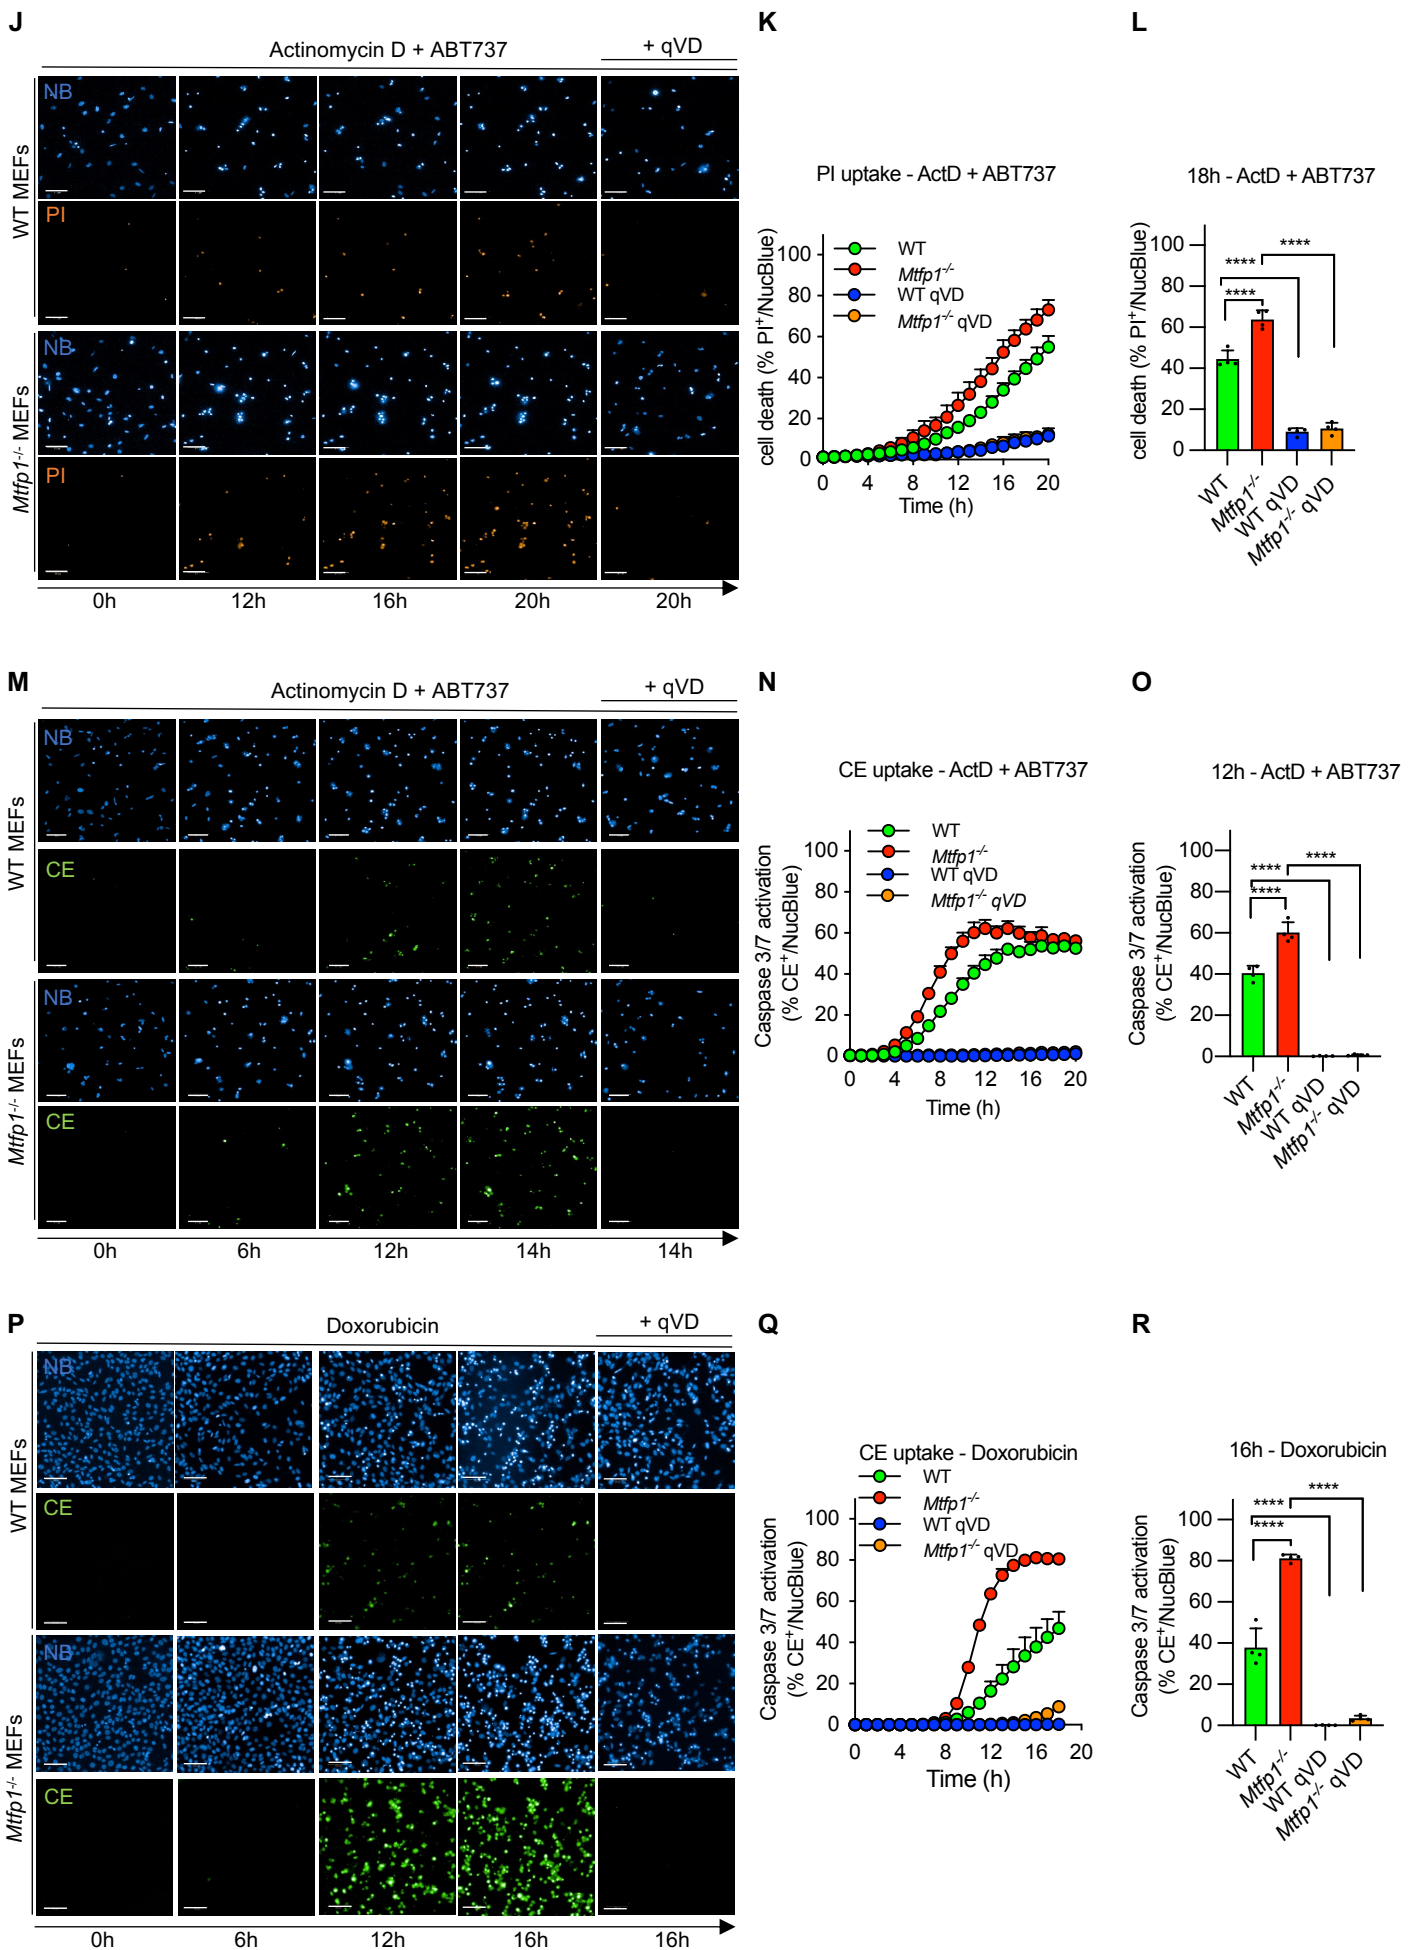 J
Actinomycin D + ABT737
+ qVD
WT MEFs
NB
PI
Mtfp1-/- MEFs
NB
PI
0h 12h 16h 20h 20h
K
PI uptake - ActD + ABT737
WT
Mtfp1-/-
WT qVD
Mtfp1-/- qVD
cell death (% PI+/NucBlue)
100
80
60
40
20
0
0 4 8 12 16 20
Time (h)
L
18h - ActD + ABT737
cell death (% PI+/NucBlue)
100
80
60
40
20
0
****
****
****
WT
Mtfp1-/-
WT qVD
Mtfp1-/- qVD
M
Actinomycin D + ABT737
+ qVD
WT MEFs
NB
CE
Mtfp1-/- MEFs
NB
CE
0h 6h 12h 14h 14h
N
CE uptake - ActD + ABT737
WT
Mtfp1-/-
WT qVD
Mtfp1-/- qVD
Caspase 3/7 activation
(% CE+/NucBlue)
100
80
60
40
20
0
0 4 8 12 16 20
Time (h)
O
12h - ActD + ABT737
Caspase 3/7 activation
(% CE+/NucBlue)
100
80
60
40
20
0
****
****
****
WT
Mtfp1-/-
WT qVD
Mtfp1-/- qVD
P
Doxorubicin
+ qVD
WT MEFs
NB
CE
Mtfp1-/- MEFs
NB
CE
0h 6h 12h 16h 16h
Q
CE uptake - Doxorubicin
WT
Mtfp1-/-
WT qVD
Mtfp1-/- qVD
Caspase 3/7 activation
(% CE+/NucBlue)
100
80
60
40
20
0
0 4 8 12 16 20
Time (h)
R
16h - Doxorubicin
Caspase 3/7 activation
(% CE+/NucBlue)
100
80
60
40
20
0
****
****
****
WT
Mtfp1-/-
WT qVD
Mtfp1-/- qVD